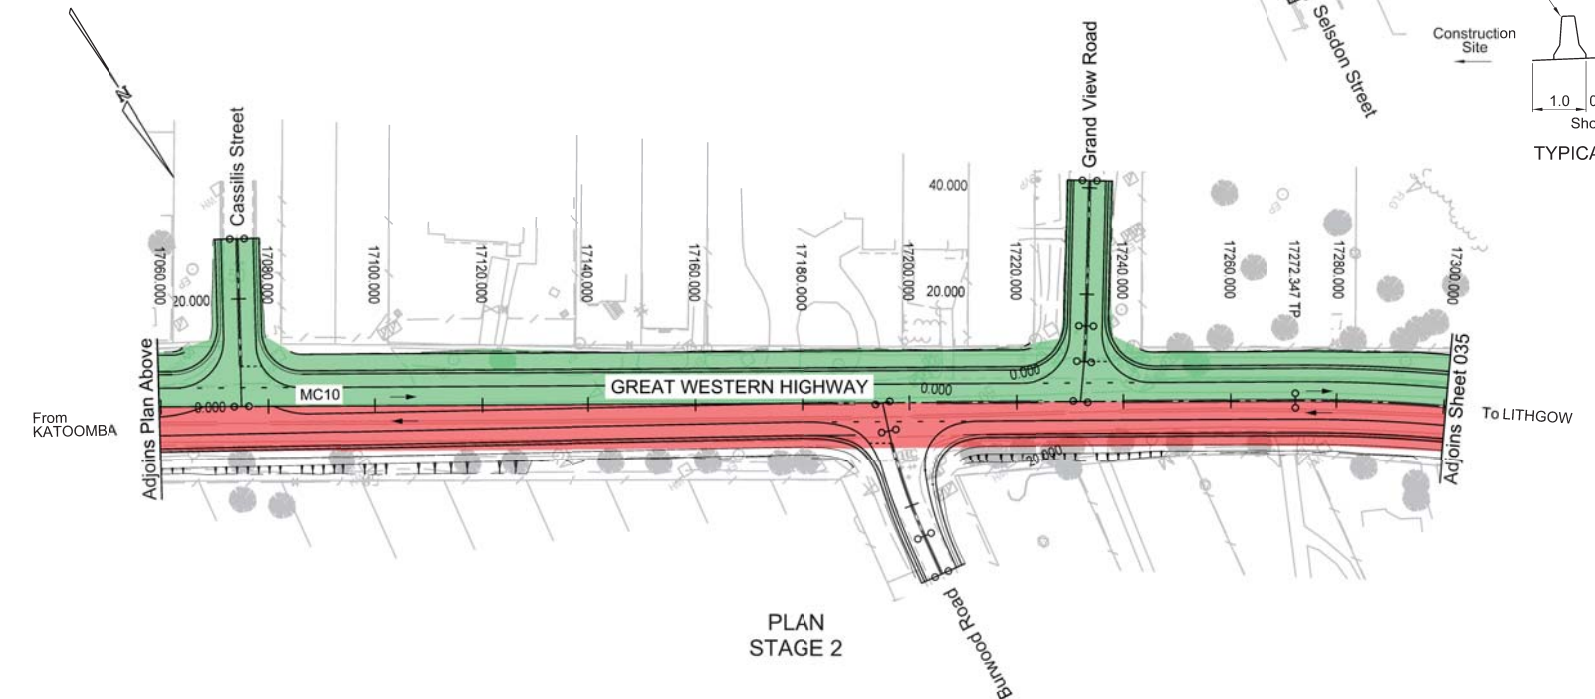 Selsdon Street
Construction
Site
1.0
TYPICA
N
Cassilis Street
Grand View Road
40.000
17060.000
17080.000
17100.000
17120.000
17140.000
17160.000
17180.000
17200.000
17220.000
17240.000
17260.000
17272.347 TP
17280.000
17300.000
20.000
20.000
Adjoins Plan Above
From
KATOOMBA
0.000
MC10
GREAT WESTERN HIGHWAY
0.000
0.000
20.000
Adjoins Sheet 035
To LITHGOW
Burwood Road
PLAN
STAGE 2